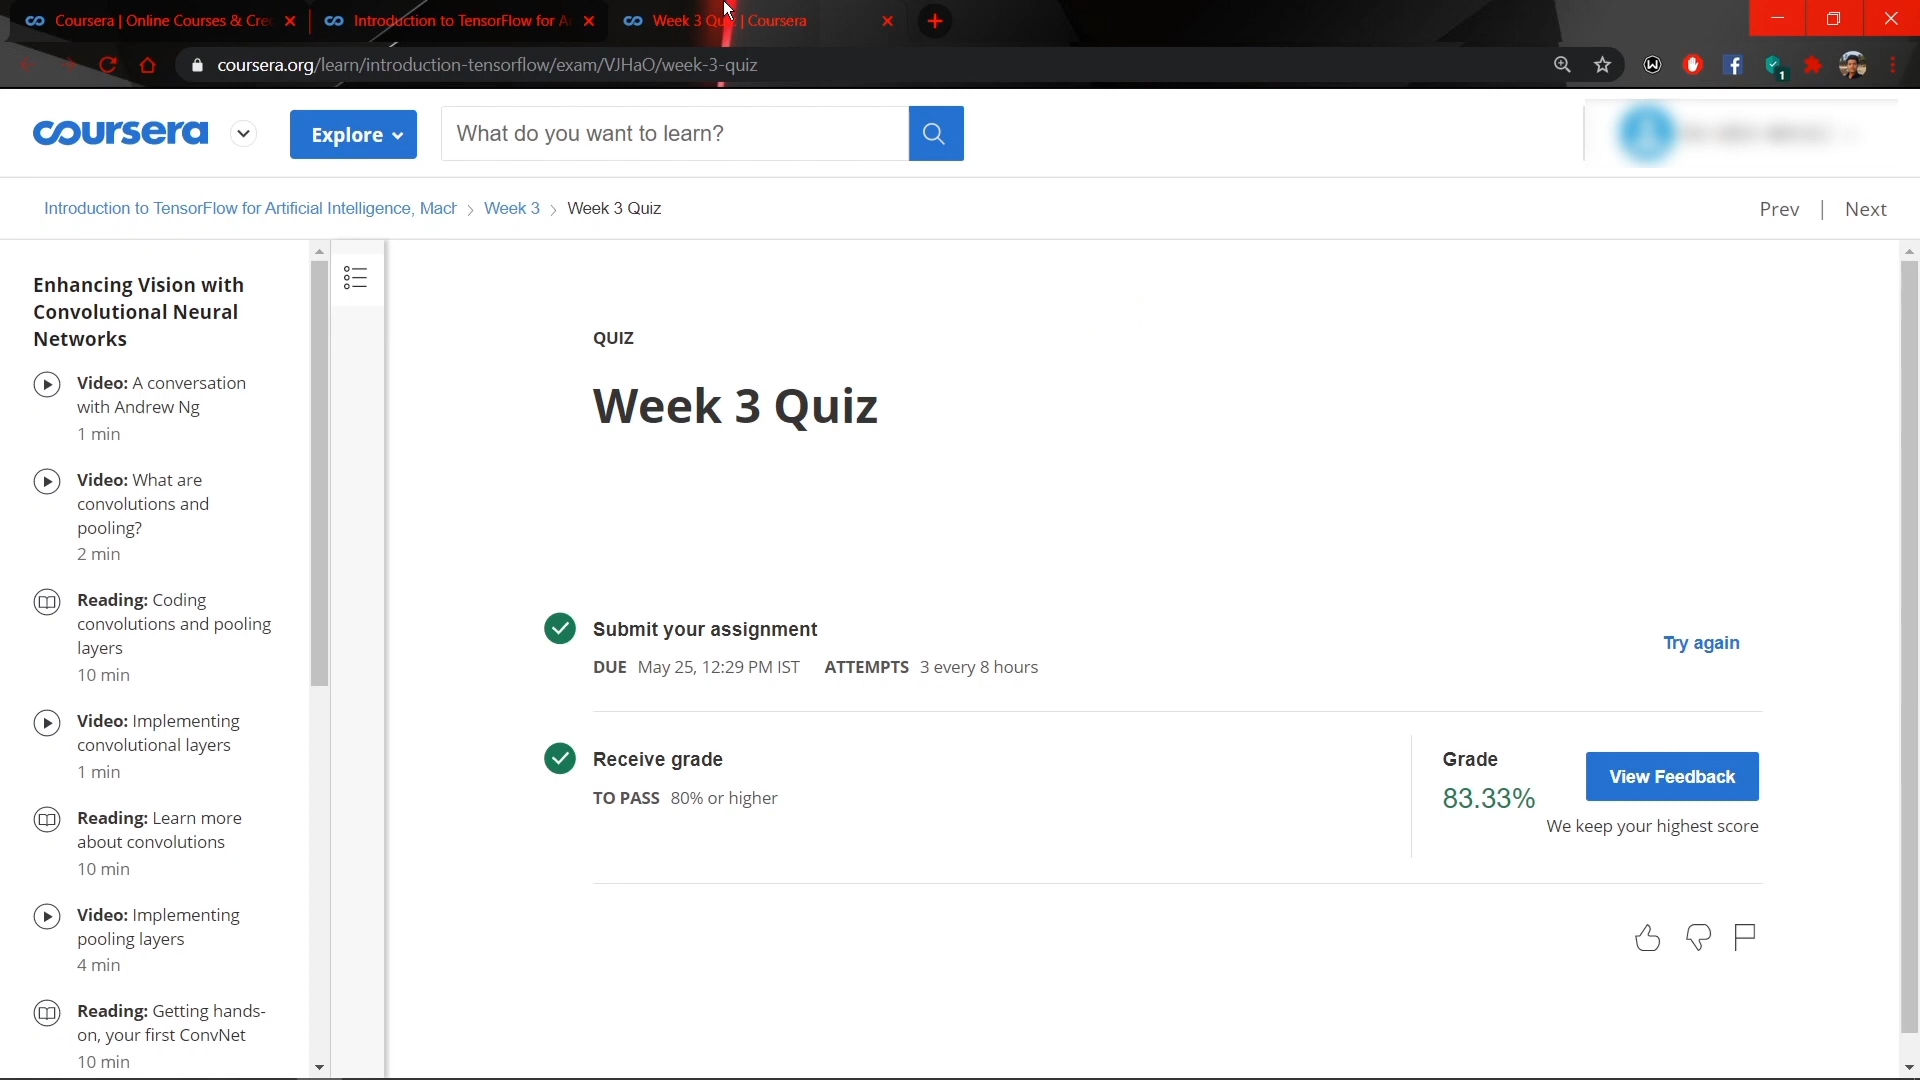 Coursera | Online Courses & Cre
Introduction to TensorFlow for A
Week 3 Qu | Coursera
coursera.org/learn/introduction-tensorflow/exam/VJHaO/week-3-quiz
1
coursera
Explore
What do you want to learn?
Introduction to TensorFlow for Artificial Intelligence, Mach > Week 3 > Week 3 Quiz
Prev | Next
Enhancing Vision with
Convolutional Neural
Networks
Video: A conversation
with Andrew Ng
1 min
Video: What are
convolutions and
pooling?
2 min
Reading: Coding
convolutions and pooling
layers
10 min
Video: Implementing
convolutional layers
1 min
Reading: Learn more
about convolutions
10 min
Video: Implementing
pooling layers
4 min
Reading: Getting hands-
on, your first ConvNet
10 min
QUIZ
Week 3 Quiz
Submit your assignment
DUE May 25, 12:29 PM IST ATTEMPTS 3 every 8 hours
Try again
Receive grade
TO PASS 80% or higher
Grade
83.33%
View Feedback
We keep your highest score